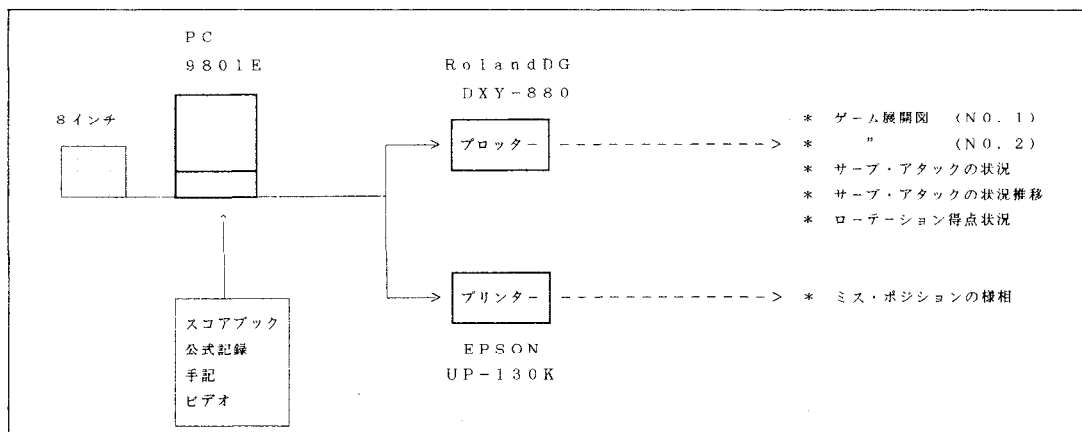 PC
9801E
8インチ
RolandDG
DXY-880
プロッター
* ゲーム展開図 (NO.1)
* 〃 (NO.2)
* サーブ・アタックの状況
* サーブ・アタックの状況推移
* ローテーション得点状況
スコアブック
公式記録
手記
ビデオ
プリンター
* ミス・ポジションの様相
EPSON
UP-130K